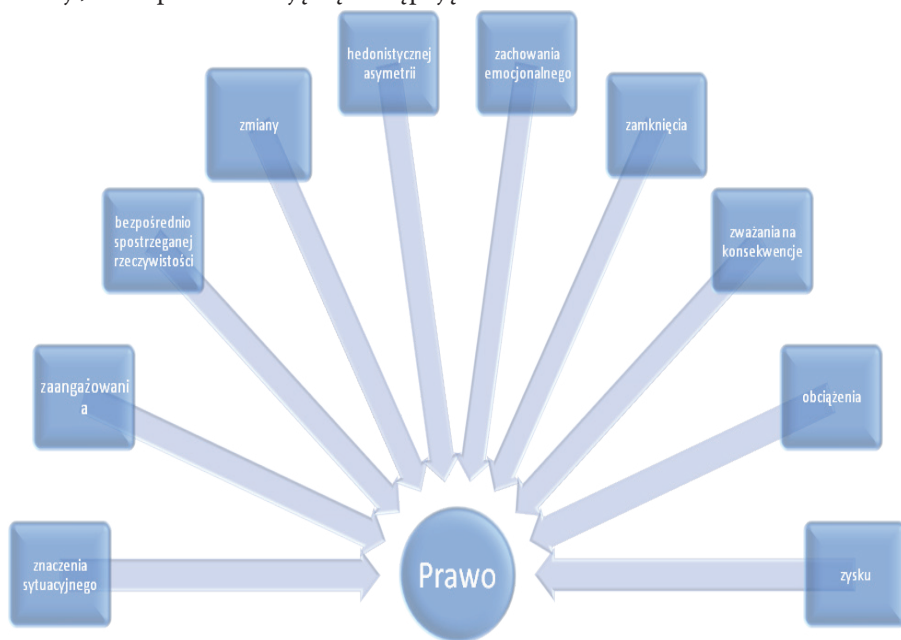 hedonistycznej
asymetrii
zachowania
emocjonalnego
zmiany
zamknięcia
bezpośrednio
spostrzeganej
rzeczywistości
zważania na
konsekwencje
zaangażowani
a
obciążenia
znaczenia
sytuacyjnego
Prawo
zysku